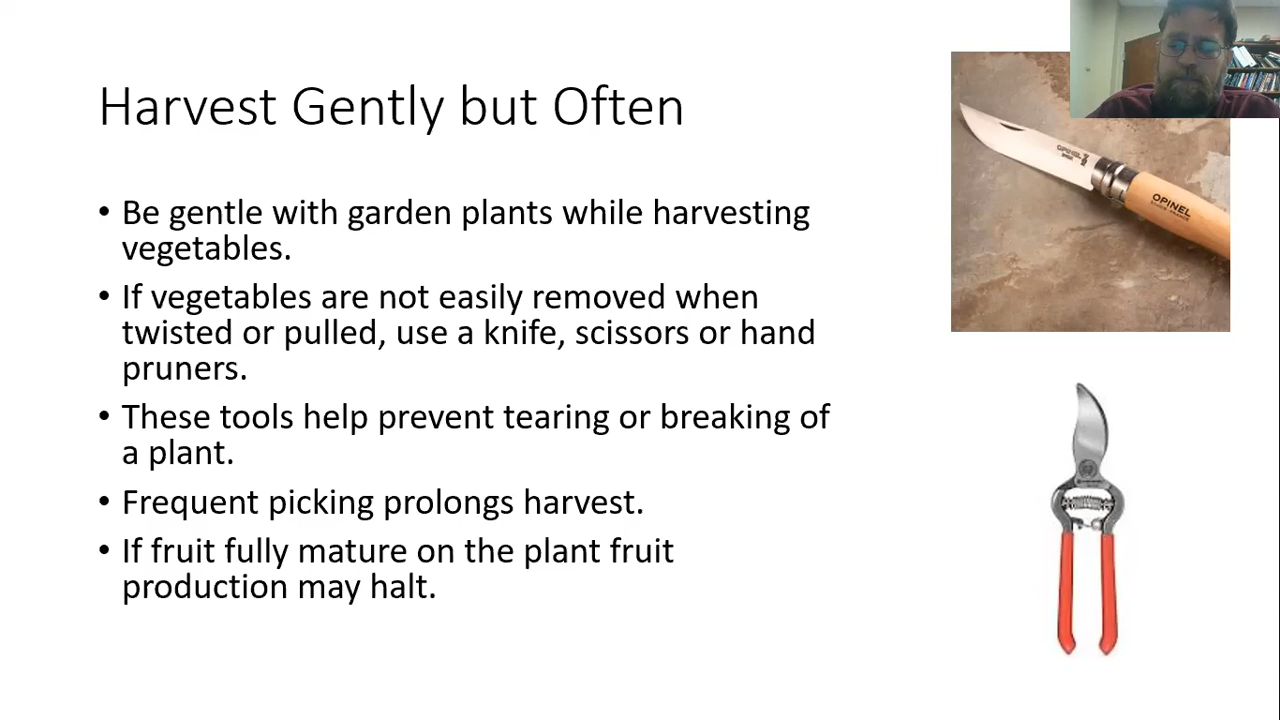 Harvest Gently but Often
• Be gentle with garden plants while harvesting
vegetables.
• If vegetables are not easily removed when
twisted or pulled, use a knife, scissors or hand
pruners.
• These tools help prevent tearing or breaking of
a plant.
• Frequent picking prolongs harvest.
• If fruit fully mature on the plant fruit
production may halt.
OPINEL
OPINEL